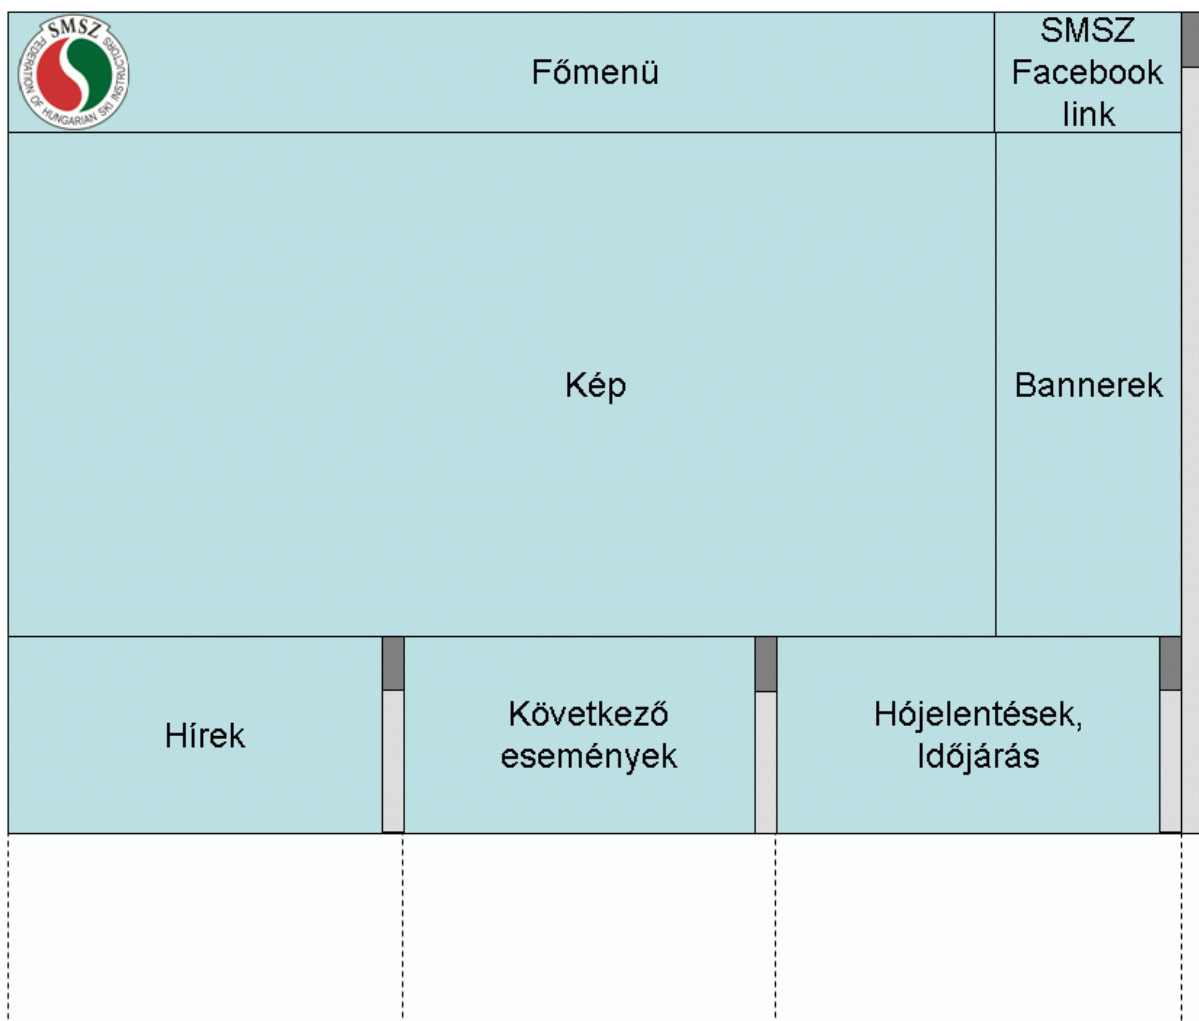 SMSZ
FEDERATION OF HUNGARIAN SKI INSTRUCTORS
Főmenü
SMSZ
Facebook
link
Kép
Bannerek
Hírek
Következő
események
Hójelentések,
Időjárás